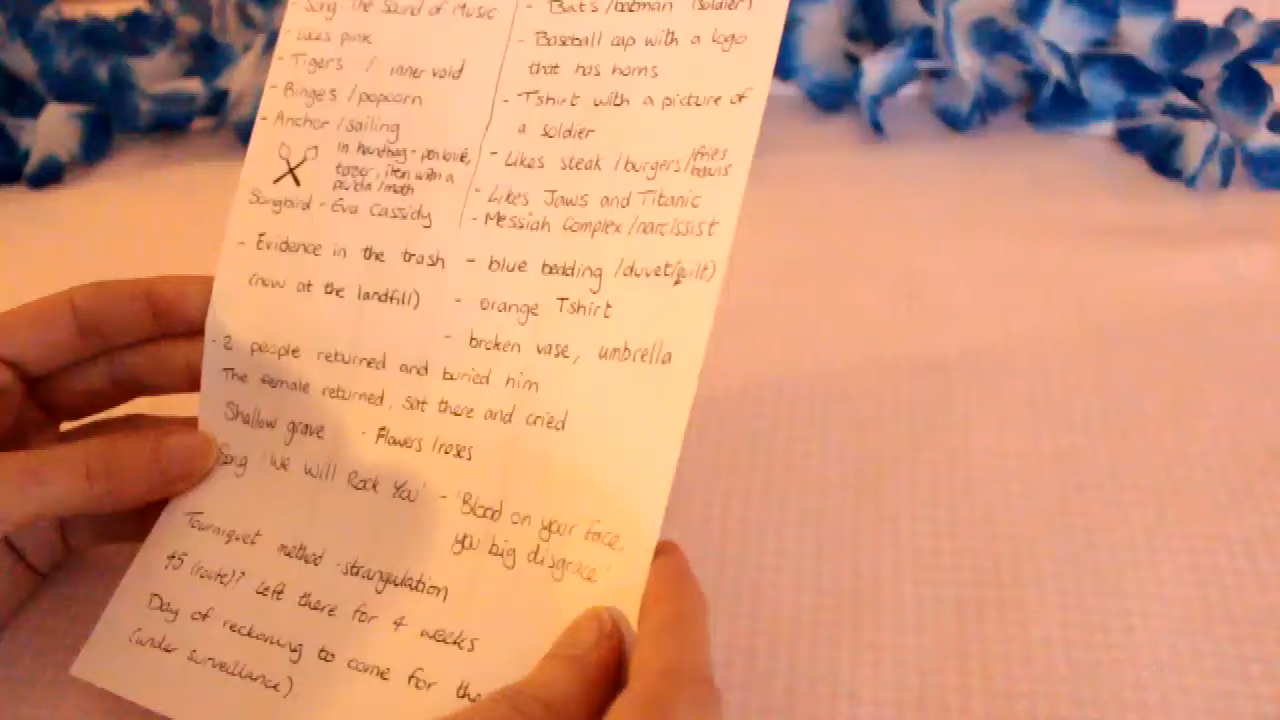 - Song - The Sound of Music
- Likes pink
- Tigers / inner void
- Binges / popcorn
- Anchor / sailing
in handbag - penknife,
tazer, item with a
/ moth
Songbird - Eva Cassidy
- Bats / batman (soldier)
- Baseball cap with a logo
that has horns
- Tshirt with a picture of
a soldier
- Likes steak / burgers / fries
- Likes Jaws and Titanic
- Messiah Complex / narcissist
- Evidence in the trash - blue bedding / duvet (quilt)
(now at the landfill) - orange Tshirt
- broken vase, umbrella
- 2 people returned and buried him
The female returned, sat there and cried
Shallow grave - Flowers / roses
Song 'We Will Rock You' - 'Blood on your face,
you big disgrace'
Tourniquet method - strangulation
45 (route)? Left there for 4 weeks
Day of reckoning to come for the
(under surveillance)